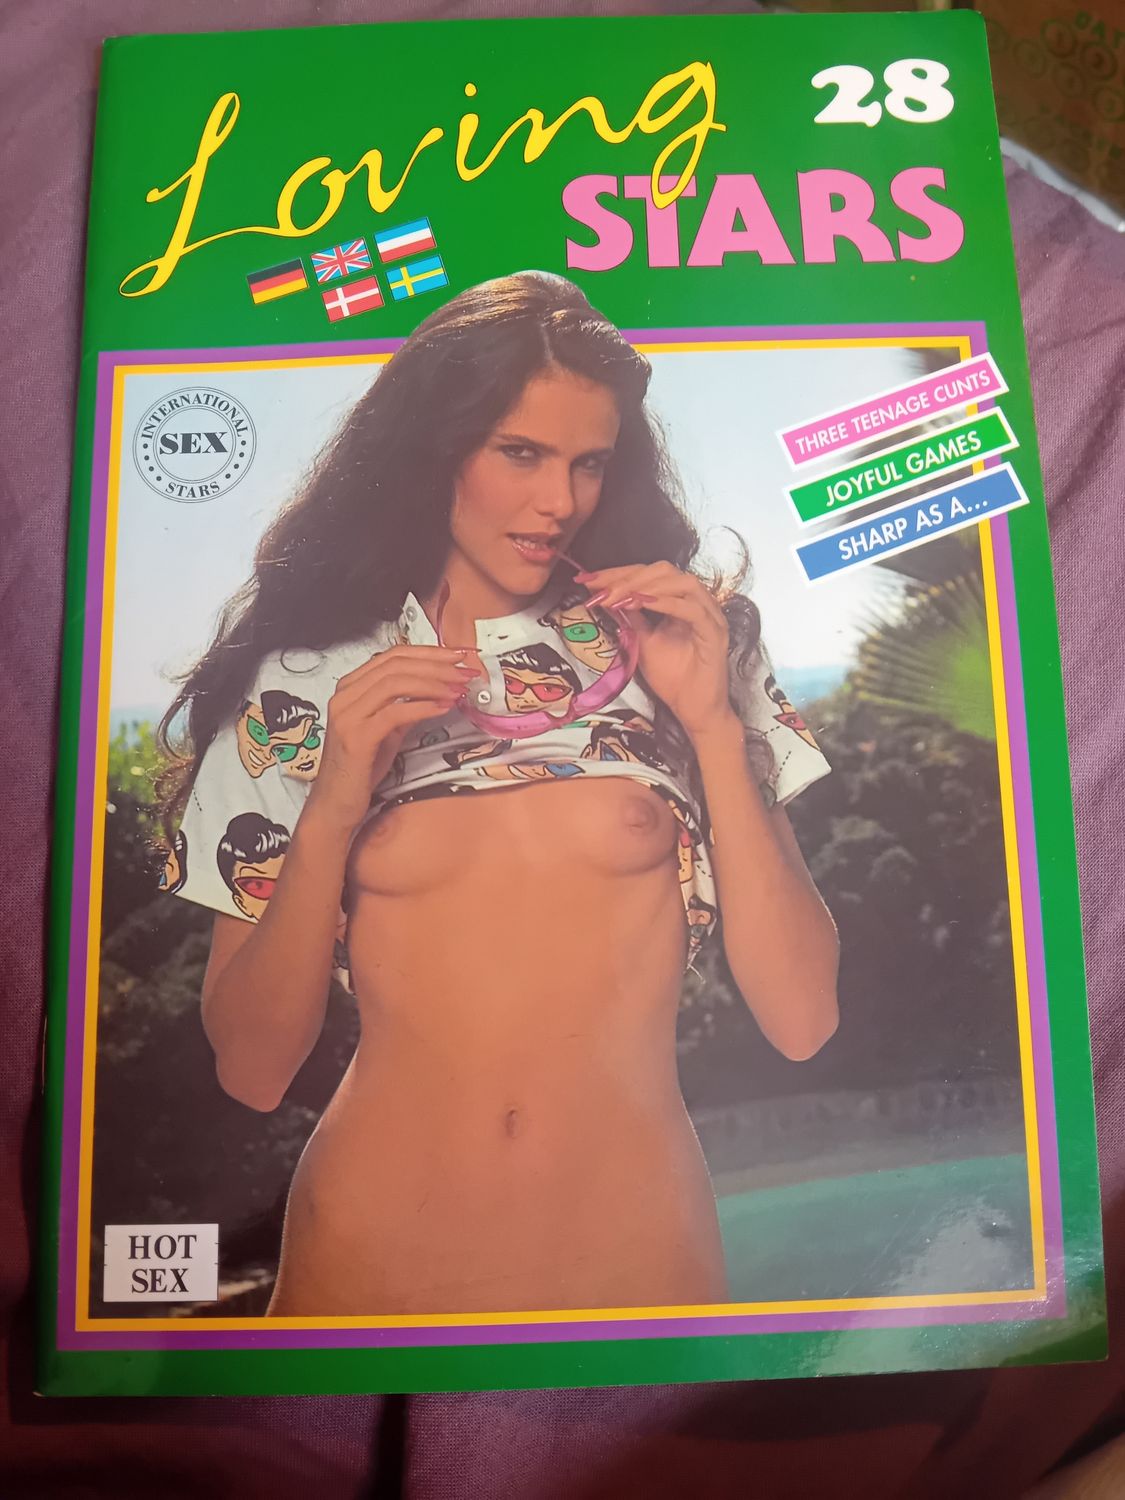 Loving
28
STARS
INTERNATIONAL
SEX
STARS
THREE TEENAGE CUNTS
JOYFUL GAMES
SHARP AS A...
HOT
SEX